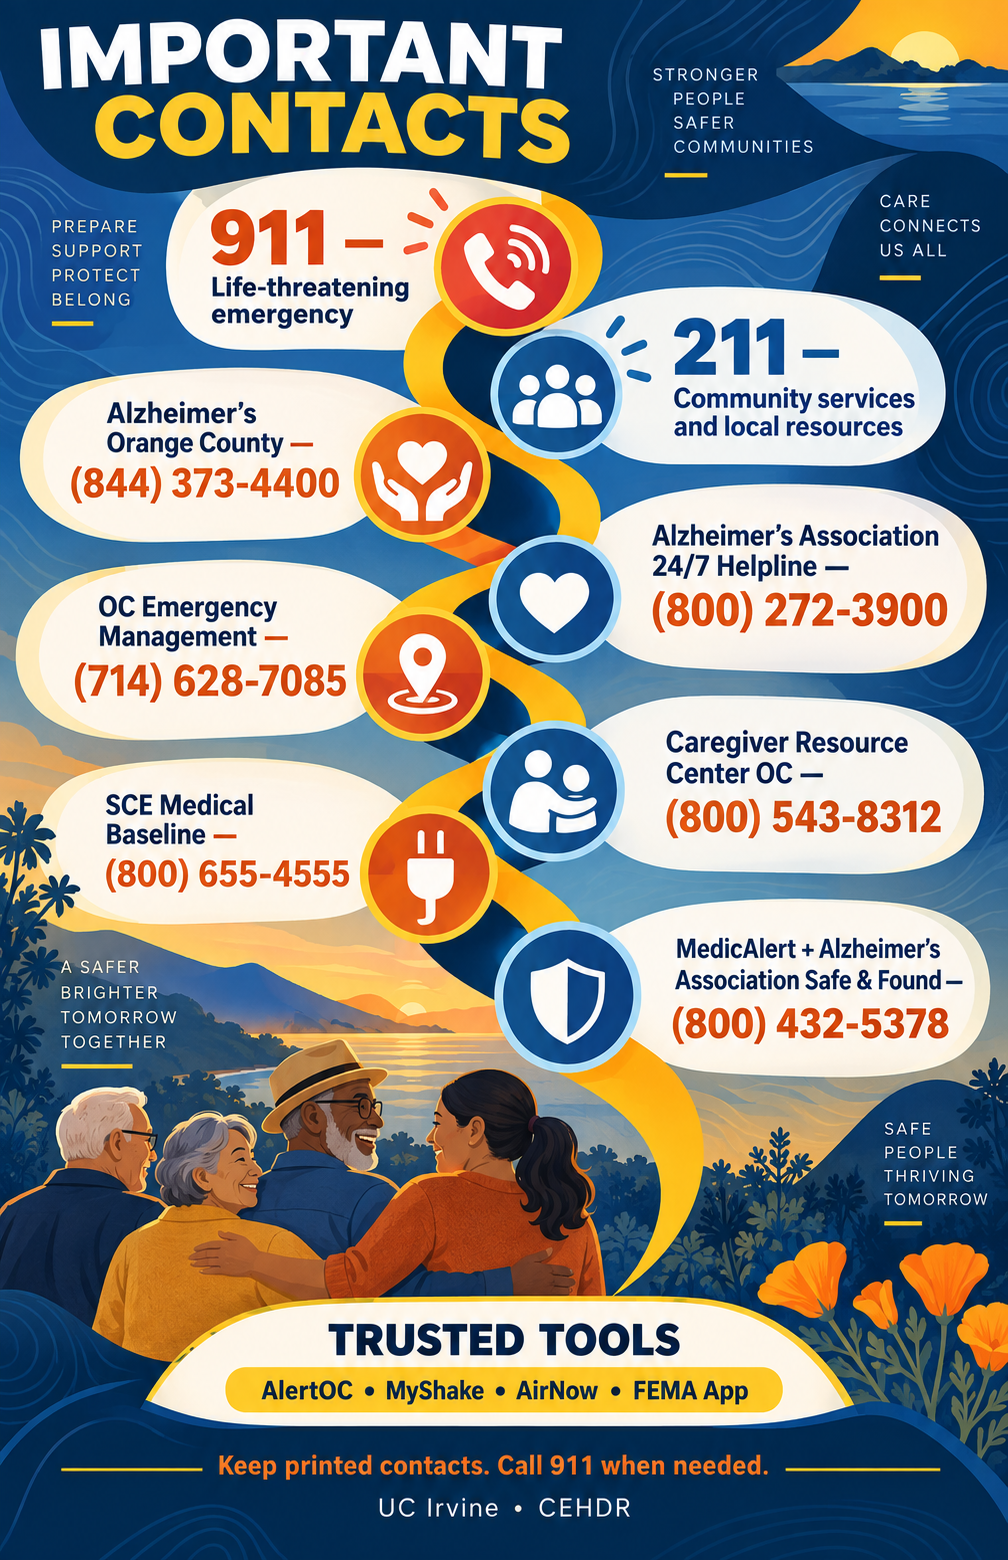 IMPORTANT
CONTACTS
STRONGER
PEOPLE
SAFER
COMMUNITIES
CARE
CONNECTS
US ALL
PREPARE
SUPPORT
PROTECT
BELONG
911 –
Life-threatening
emergency
211 –
Community services
and local resources
Alzheimer's
Orange County —
(844) 373-4400
Alzheimer's Association
24/7 Helpline —
(800) 272-3900
OC Emergency
Management —
(714) 628-7085
Caregiver Resource
Center OC —
(800) 543-8312
SCE Medical
Baseline —
(800) 655-4555
MedicAlert + Alzheimer's
Association Safe & Found —
(800) 432-5378
A SAFER
BRIGHTER
TOMORROW
TOGETHER
SAFE
PEOPLE
THRIVING
TOMORROW
TRUSTED TOOLS
AlertOC • MyShake • AirNow • FEMA App
Keep printed contacts. Call 911 when needed.
UC Irvine • CEHDR